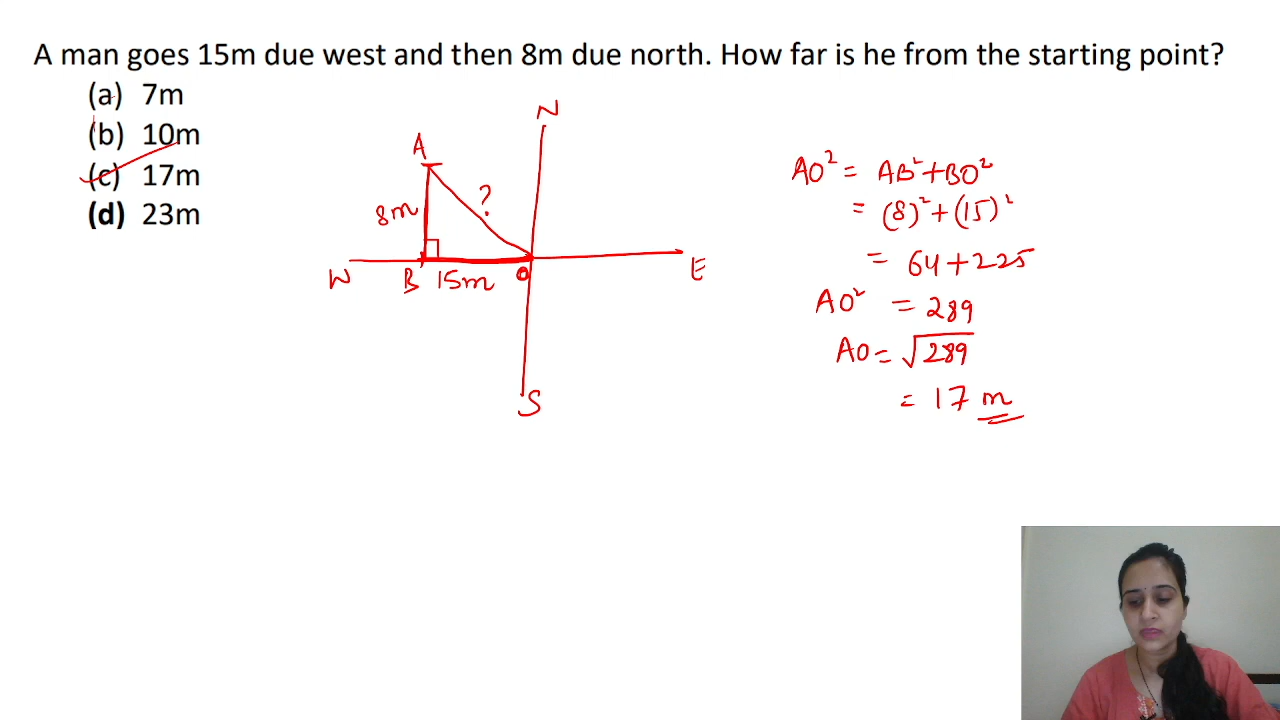 A man goes 15m due west and then 8m due north. How far is he from the starting point?
(a) 7m
(b) 10m
(c) 17m
(d) 23m
N
A
8m
?
W
B
15m
O
E
S
AO² = AB² + BO²
= (8)² + (15)²
= 64 + 225
AO² = 289
AO = √289
= 17 m